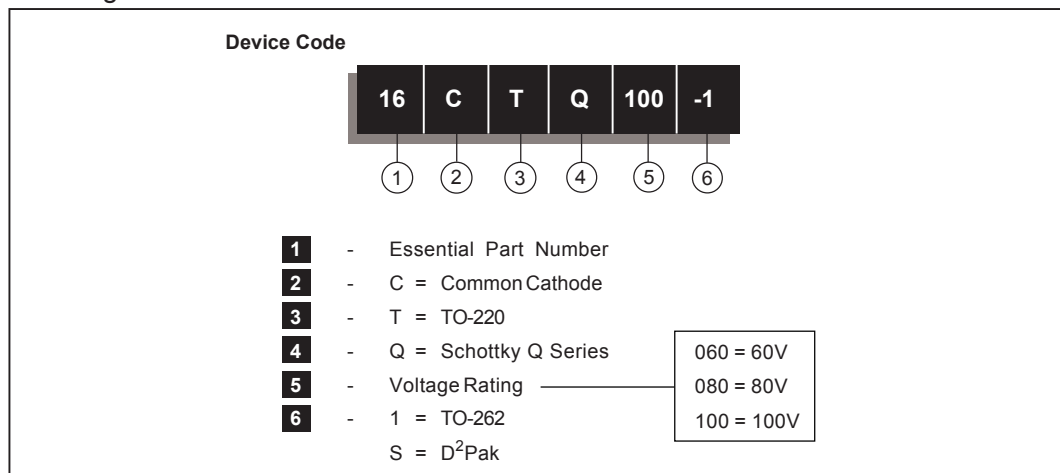 Device Code
16 C T Q 100 -1
1 2 3 4 5 6
1 - Essential Part Number
2 - C = Common Cathode
3 - T = TO-220
4 - Q = Schottky Q Series 060 = 60V
5 - Voltage Rating 080 = 80V
6 - 1 = TO-262 100 = 100V
S = D²Pak